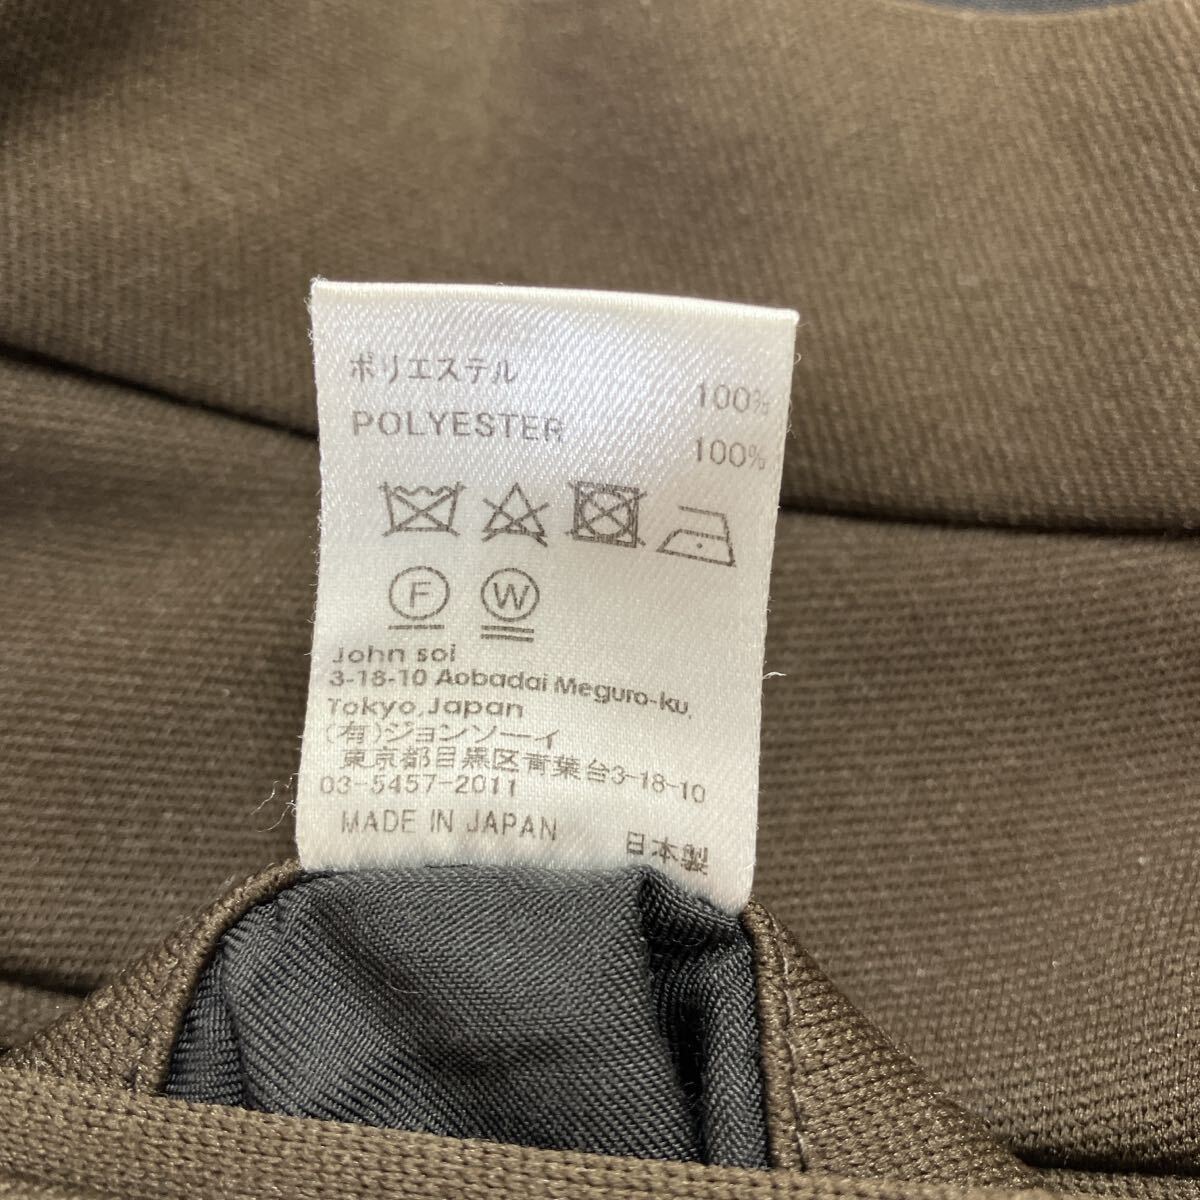 ポリエステル 100%
POLYESTER 100%
F W
John sol
3-18-10 Aobadai Meguro-ku,
Tokyo,Japan
(有)ジョンソーイ
東京都目黒区青葉台3-18-10
03-5457-2011
MADE IN JAPAN 日本製